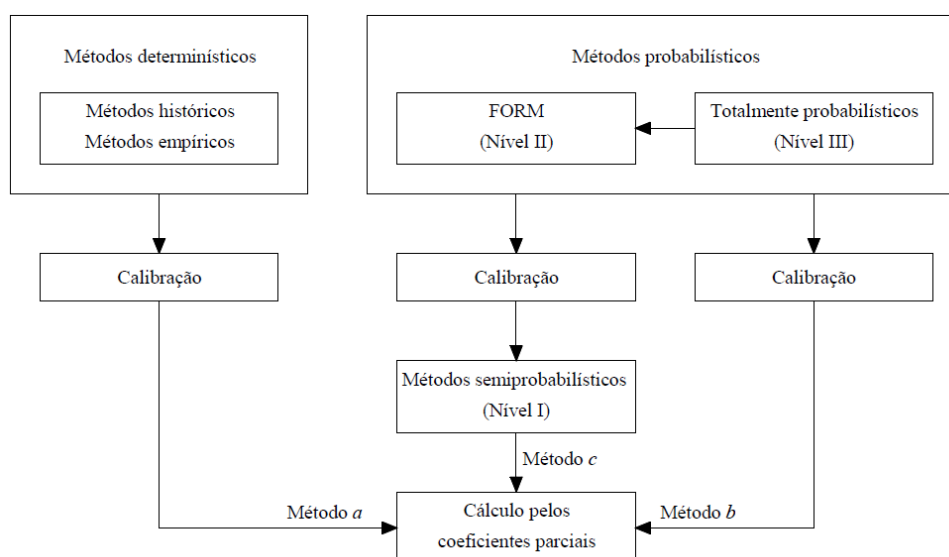 Métodos determinísticos
Métodos históricos
Métodos empíricos
Métodos probabilísticos
FORM
(Nível II)
Totalmente probabilísticos
(Nível III)
Calibração
Calibração
Calibração
Métodos semiprobabilísticos
(Nível I)
Método c
Método a
Cálculo pelos
coeficientes parciais
Método b